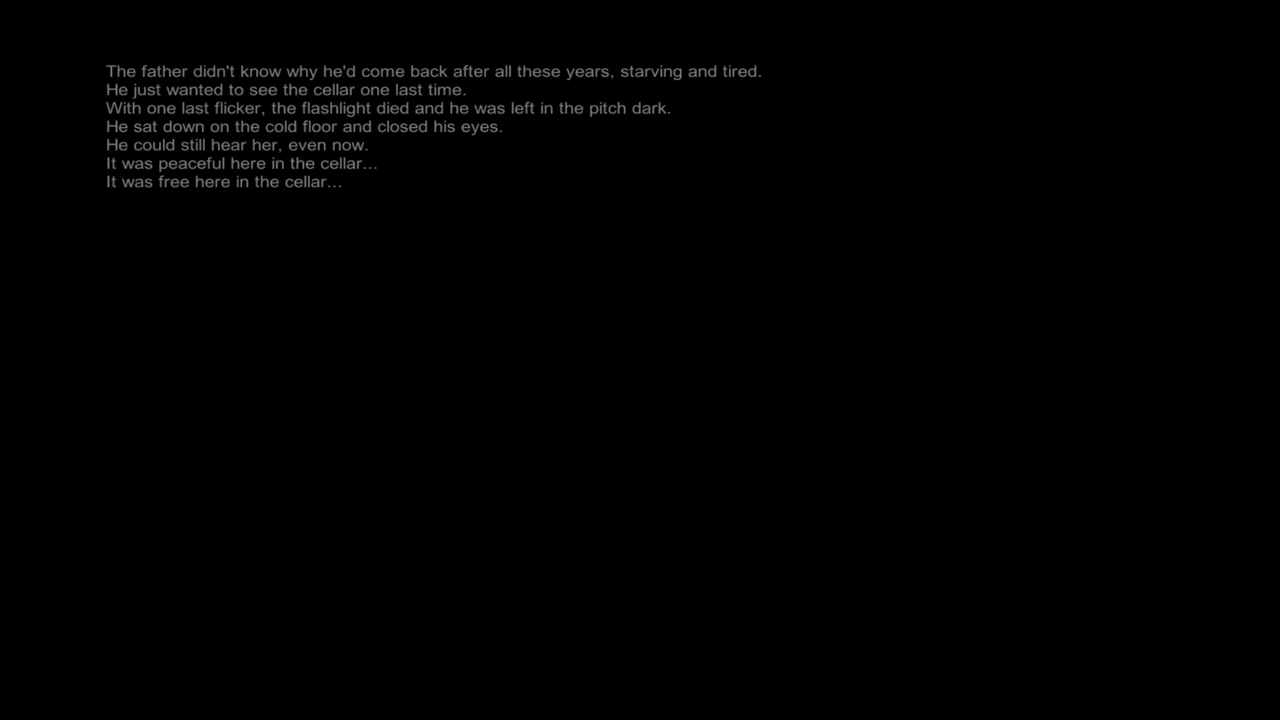 The father didn't know why he'd come back after all these years, starving and tired.
He just wanted to see the cellar one last time.
With one last flicker, the flashlight died and he was left in the pitch dark.
He sat down on the cold floor and closed his eyes.
He could still hear her, even now.
It was peaceful here in the cellar...
It was free here in the cellar...